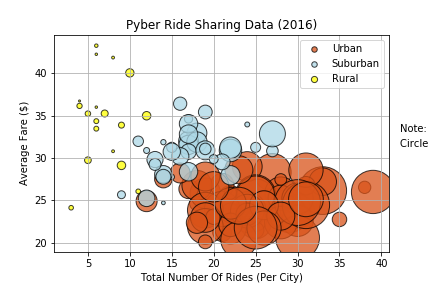 Pyber Ride Sharing Data (2016)
Urban
Suburban
Rural
Average Fare ($)
40
35
30
25
20
5
10
15
20
25
30
35
40
Total Number Of Rides (Per City)
Note:
Circle